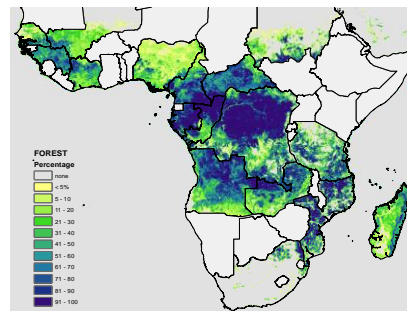 FOREST
Percentage
none
< 5%
5 - 10
11 - 20
21 - 30
31 - 40
41 - 50
51 - 60
61 - 70
71 - 80
81 - 90
91 - 100